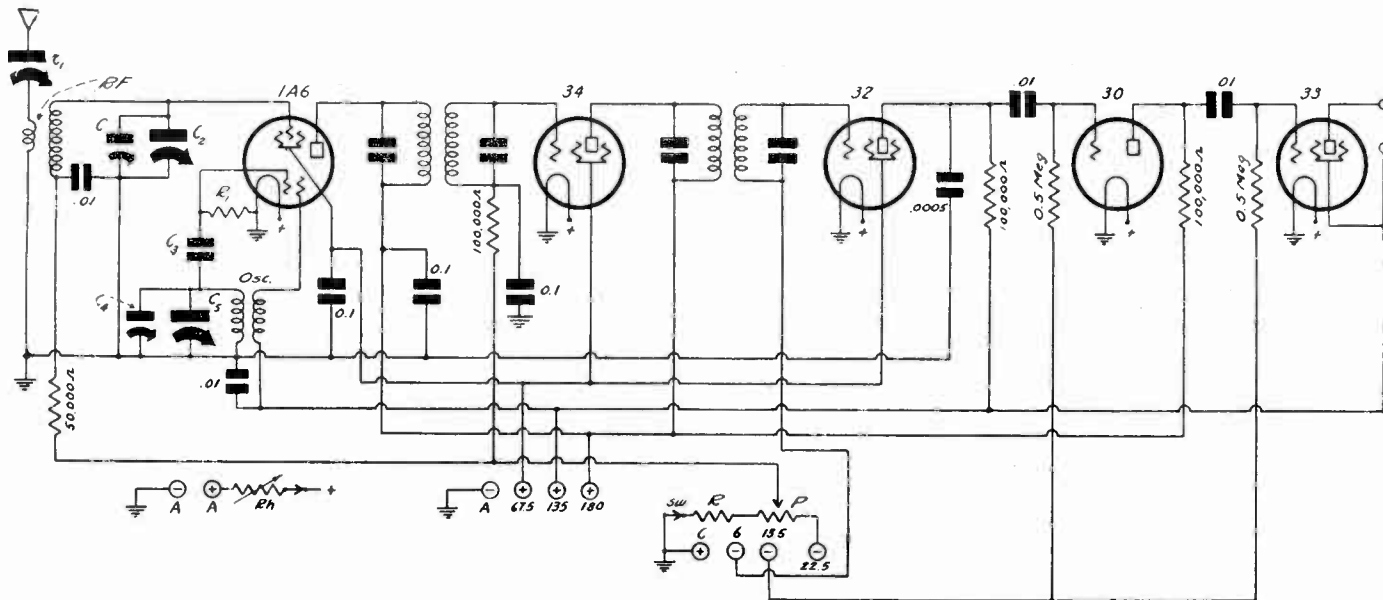 RF
1A6
34
32
.01
30
.01
33
C
C2
.01
R1
+
C3
Osc.
C4
C5
0.1
0.1
100,000Ω
0.1
+
+
.0005
100,000Ω
0.5 Meg
+
100,000Ω
0.5 Meg
+
.01
50,000Ω
- A
+ A
Rh
+
- A
+ 67.5
+ 135
+ 180
SW
R
P
C +
6 -
13.5 -
22.5 -